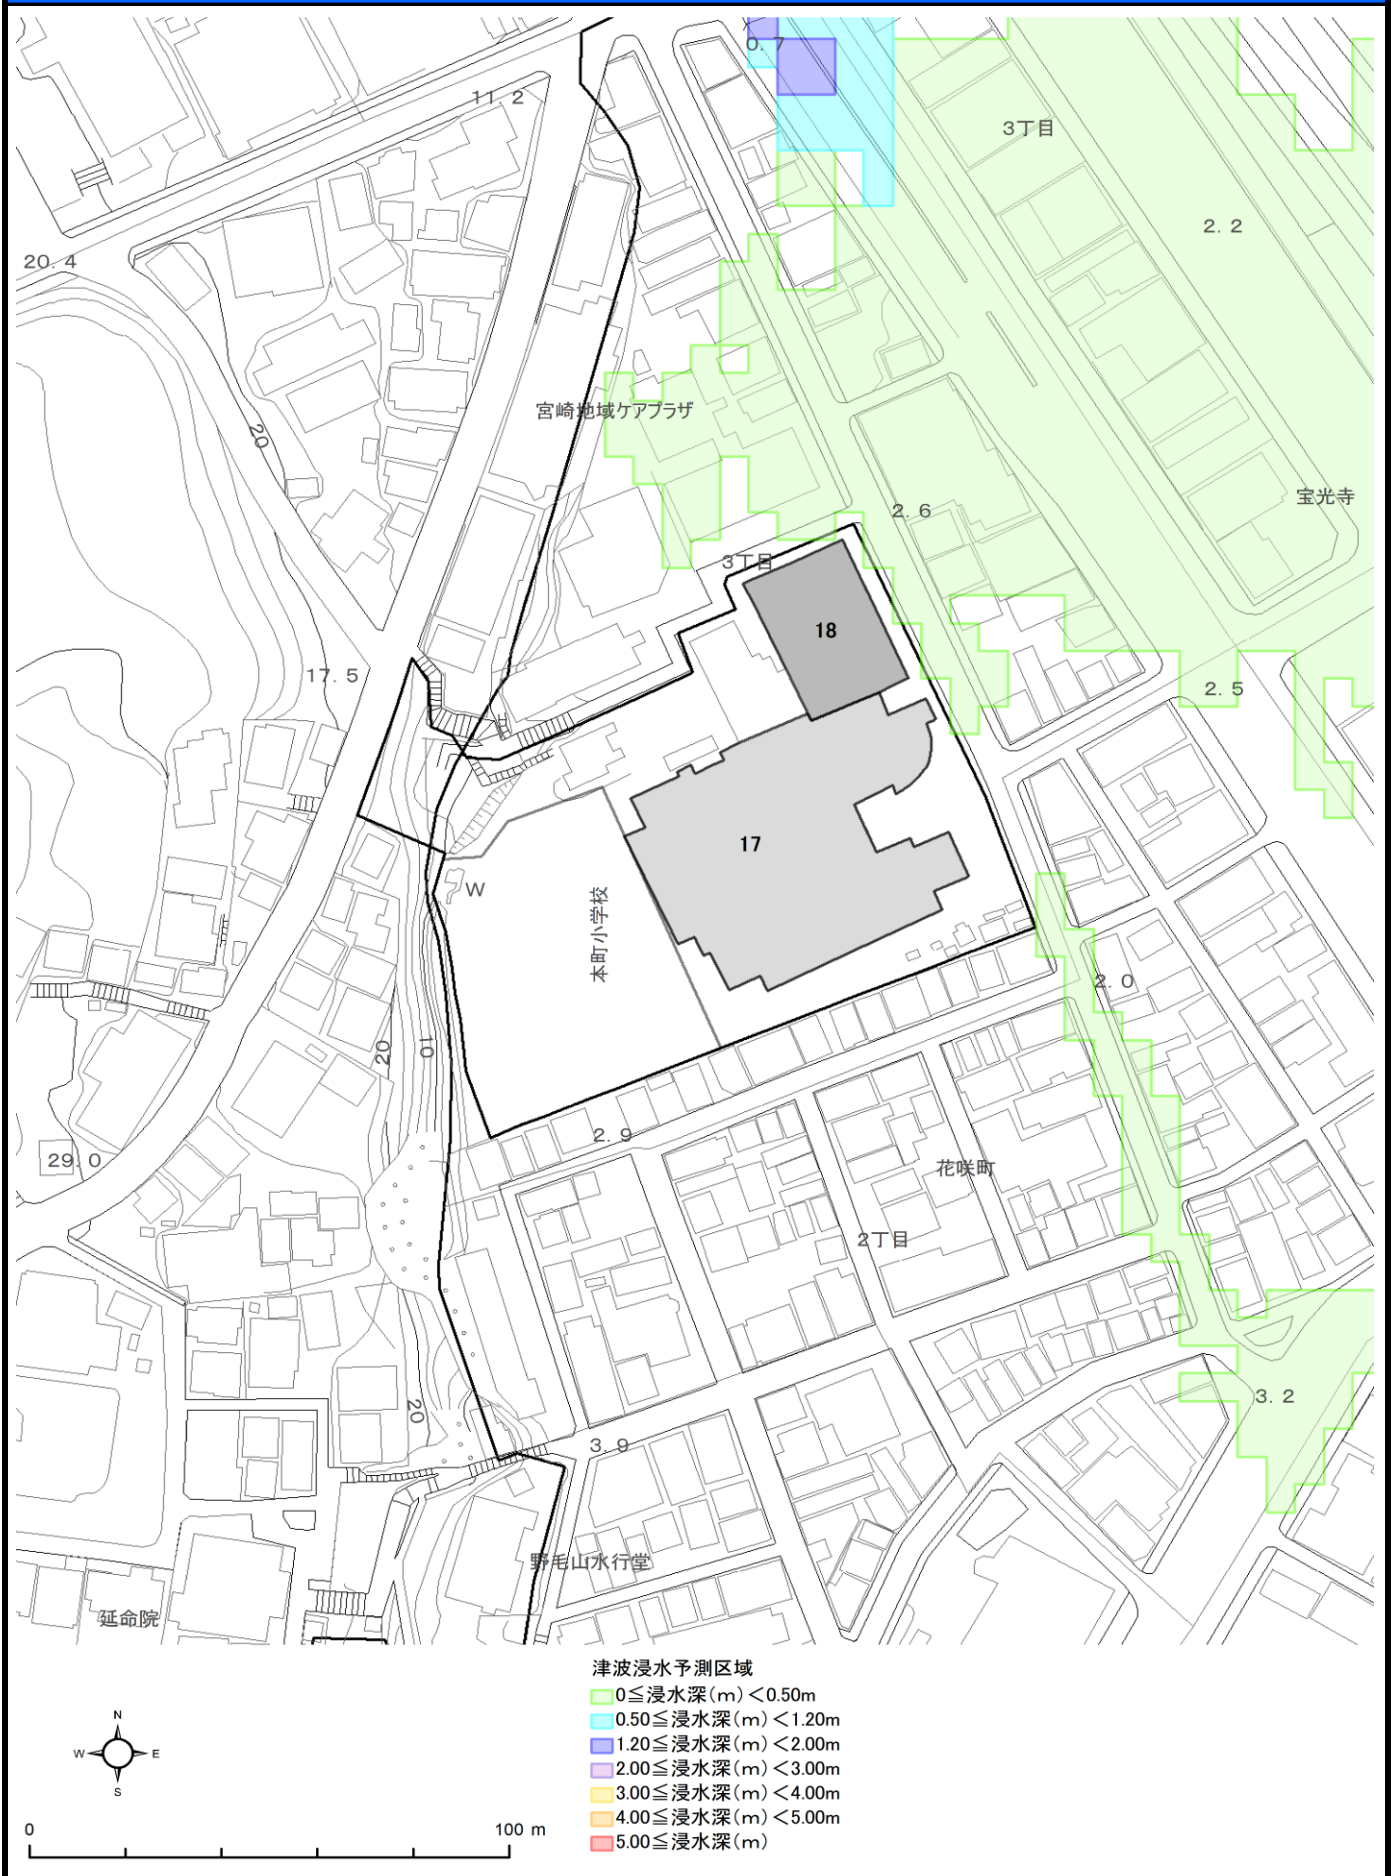 0.7
11.2
3丁目
2.2
20.4
宮崎地域ケアプラザ
20
宝光寺
2.6
3丁目
18
17.5
2.5
17
W
本町小学校
2.0
20
10
2.9
29.0
花咲町
2丁目
3.2
20
3.9
野毛山水行堂
延命院
津波浸水予測区域
0≦浸水深(m)<0.50m
0.50≦浸水深(m)<1.20m
1.20≦浸水深(m)<2.00m
2.00≦浸水深(m)<3.00m
3.00≦浸水深(m)<4.00m
4.00≦浸水深(m)<5.00m
5.00≦浸水深(m)
N
W E
S
0 100 m